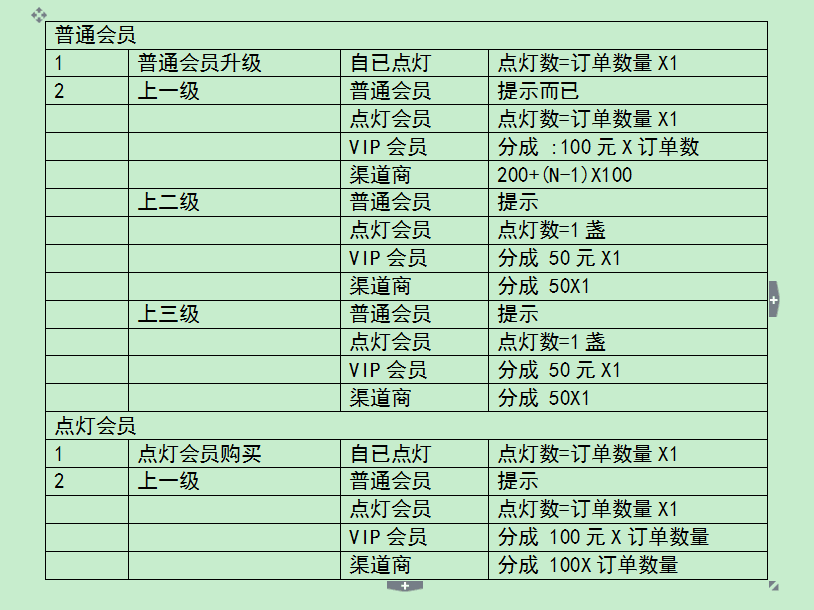 普通会员
1 普通会员升级 自已点灯 点灯数=订单数量 X1
2 上一级 普通会员 提示而已
点灯会员 点灯数=订单数量 X1
VIP 会员 分成 :100 元 X 订单数
渠道商 200+(N-1)X100
上二级 普通会员 提示
点灯会员 点灯数=1 盏
VIP 会员 分成 50 元 X1
渠道商 分成 50X1
上三级 普通会员 提示
点灯会员 点灯数=1 盏
VIP 会员 分成 50 元 X1
渠道商 分成 50X1
点灯会员
1 点灯会员购买 自已点灯 点灯数=订单数量 X1
2 上一级 普通会员 提示
点灯会员 点灯数=订单数量 X1
VIP 会员 分成 100 元 X 订单数量
渠道商 分成 100X 订单数量